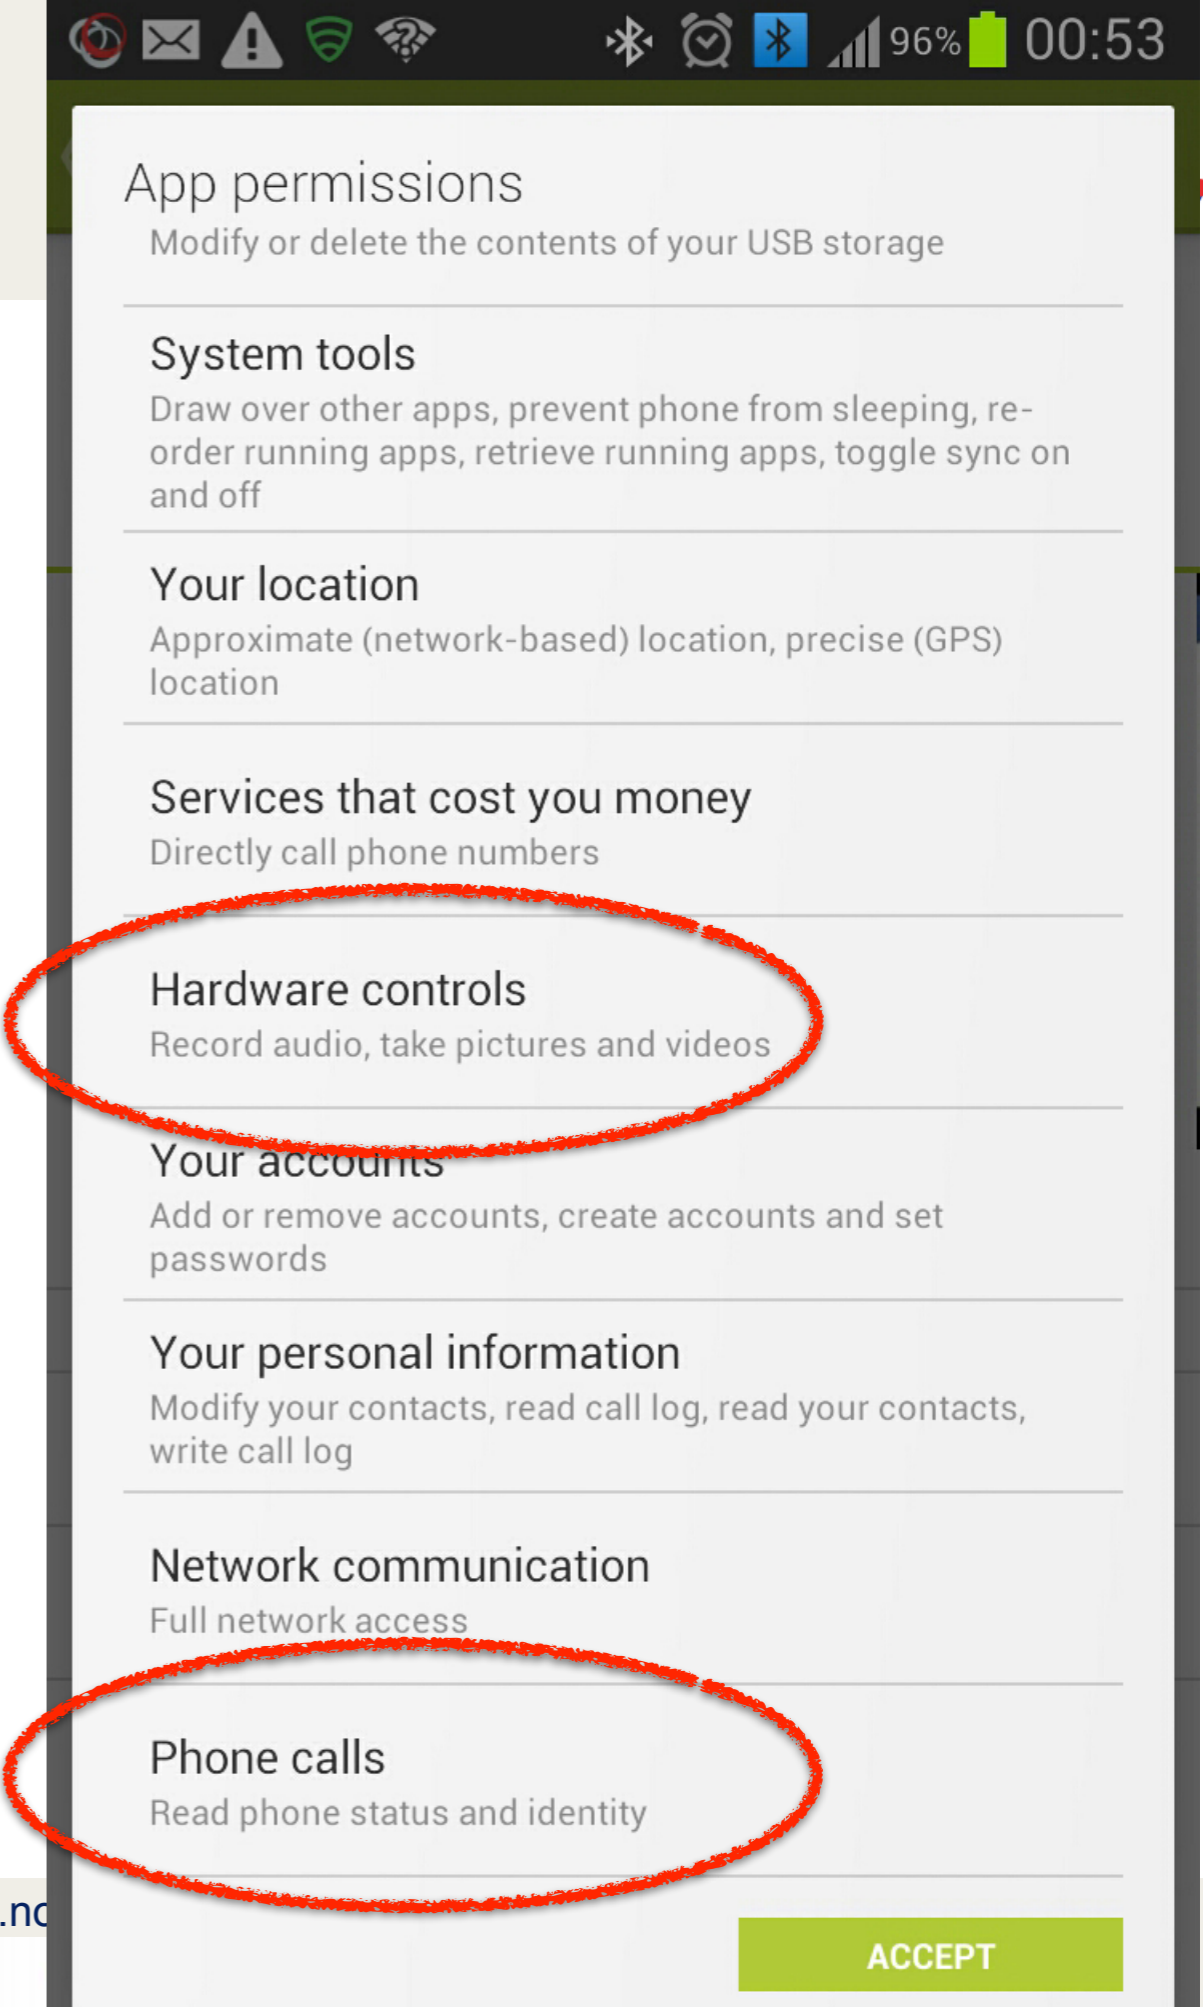 96% 00:53
App permissions
Modify or delete the contents of your USB storage
System tools
Draw over other apps, prevent phone from sleeping, re-
order running apps, retrieve running apps, toggle sync on
and off
Your location
Approximate (network-based) location, precise (GPS)
location
Services that cost you money
Directly call phone numbers
Hardware controls
Record audio, take pictures and videos
Your accounts
Add or remove accounts, create accounts and set
passwords
Your personal information
Modify your contacts, read call log, read your contacts,
write call log
Network communication
Full network access
Phone calls
Read phone status and identity
ACCEPT